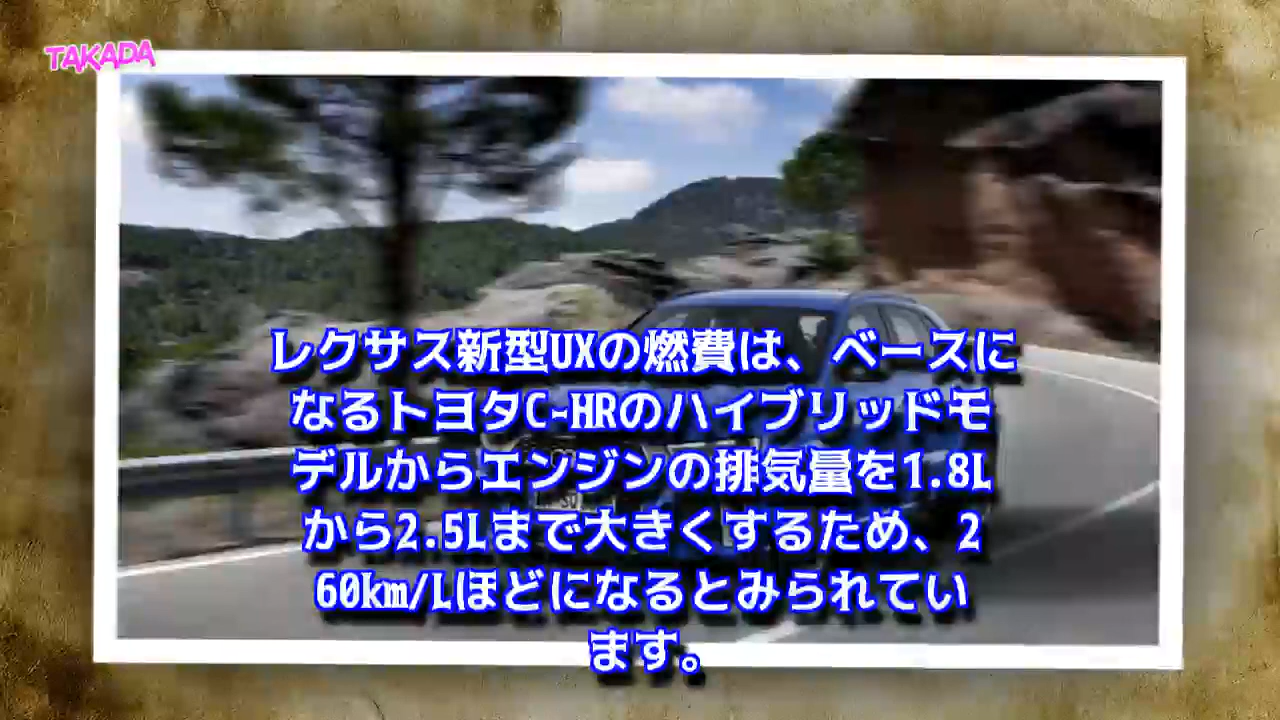 TAKADA
レクサス新型UXの燃費は、ベースに
なるトヨタC-HRのハイブリッドモ
デルからエンジンの排気量を1.8L
から2.5Lまで大きくするため、2
60km/Lほどになるとみられてい
ます。